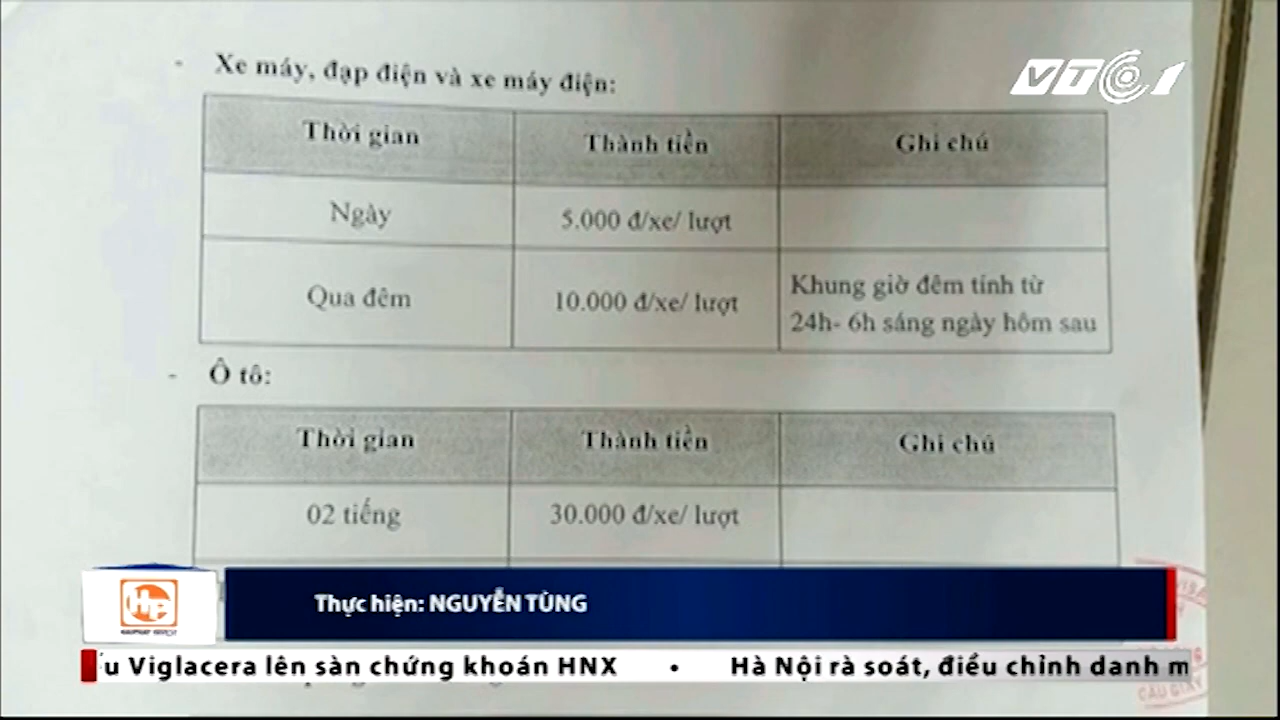 VTC1
- Xe máy, đạp điện và xe máy điện:
Thời gian Thành tiền Ghi chú
Ngày 5.000 đ/xe/ lượt
Qua đêm 10.000 đ/xe/ lượt Khung giờ đêm tính từ
24h- 6h sáng ngày hôm sau
- Ô tô:
Thời gian Thành tiền Ghi chú
02 tiếng 30.000 đ/xe/ lượt
HP
Thực hiện: NGUYỄN TÙNG
Viglacera lên sàn chứng khoán HNX • Hà Nội rà soát, điều chỉnh danh m
CẦU GIẤY